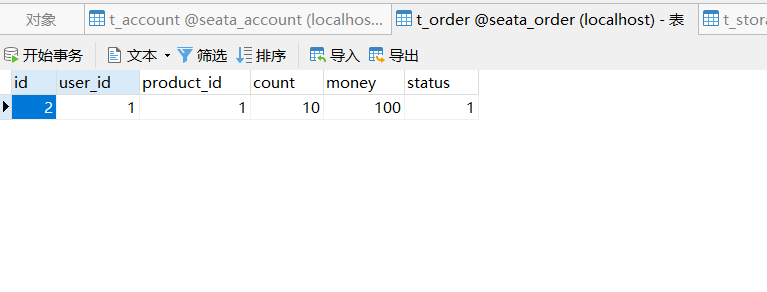 对象 t_account @seata_account (localhos... t_order @seata_order (localhost) - 表 t_stora
开始事务 文本 筛选 排序 导入 导出
id user_id product_id count money status
2 1 1 10 100 1